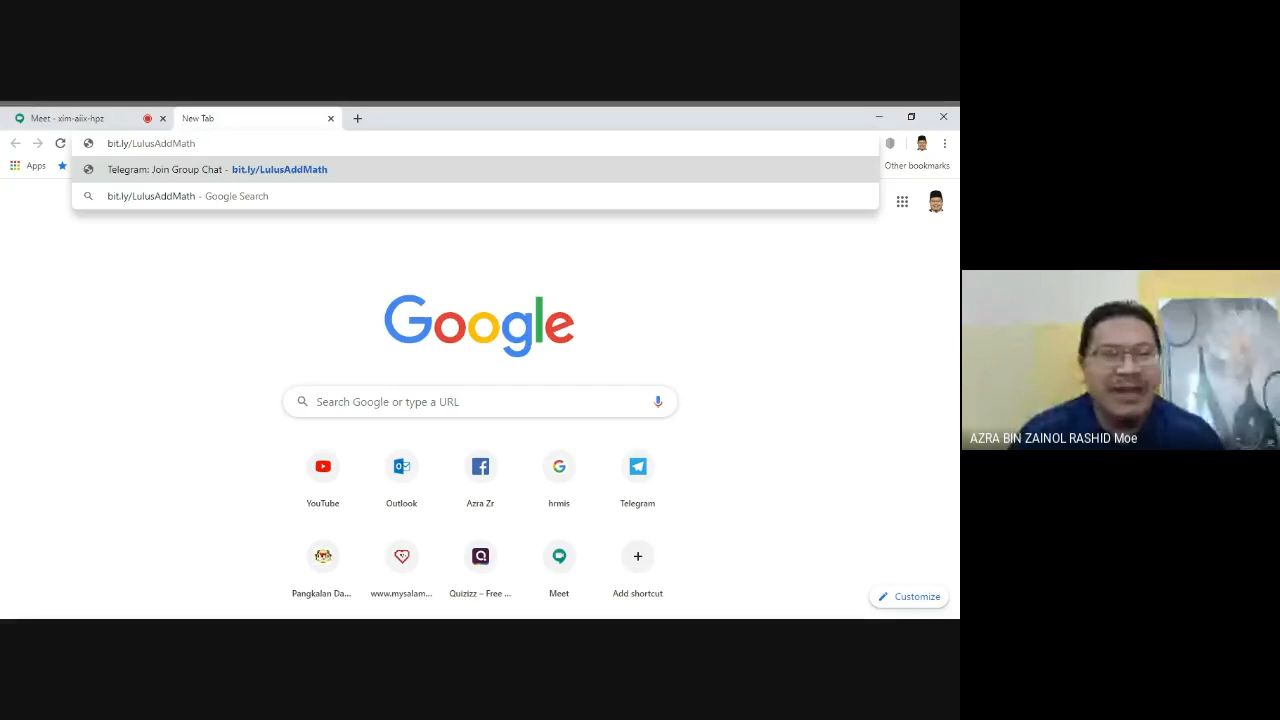 Meet - xim-aiix-hpz
New Tab
bit.ly/LulusAddMath
Apps
Telegram: Join Group Chat - bit.ly/LulusAddMath
Other bookmarks
bit.ly/LulusAddMath - Google Search
Google
Search Google or type a URL
YouTube
Outlook
Azra Zr
hrmis
Telegram
Pangkalan Da...
www.mysalam...
Quizizz – Free ...
Meet
Add shortcut
Customize
AZRA BIN ZAINOL RASHID Moe